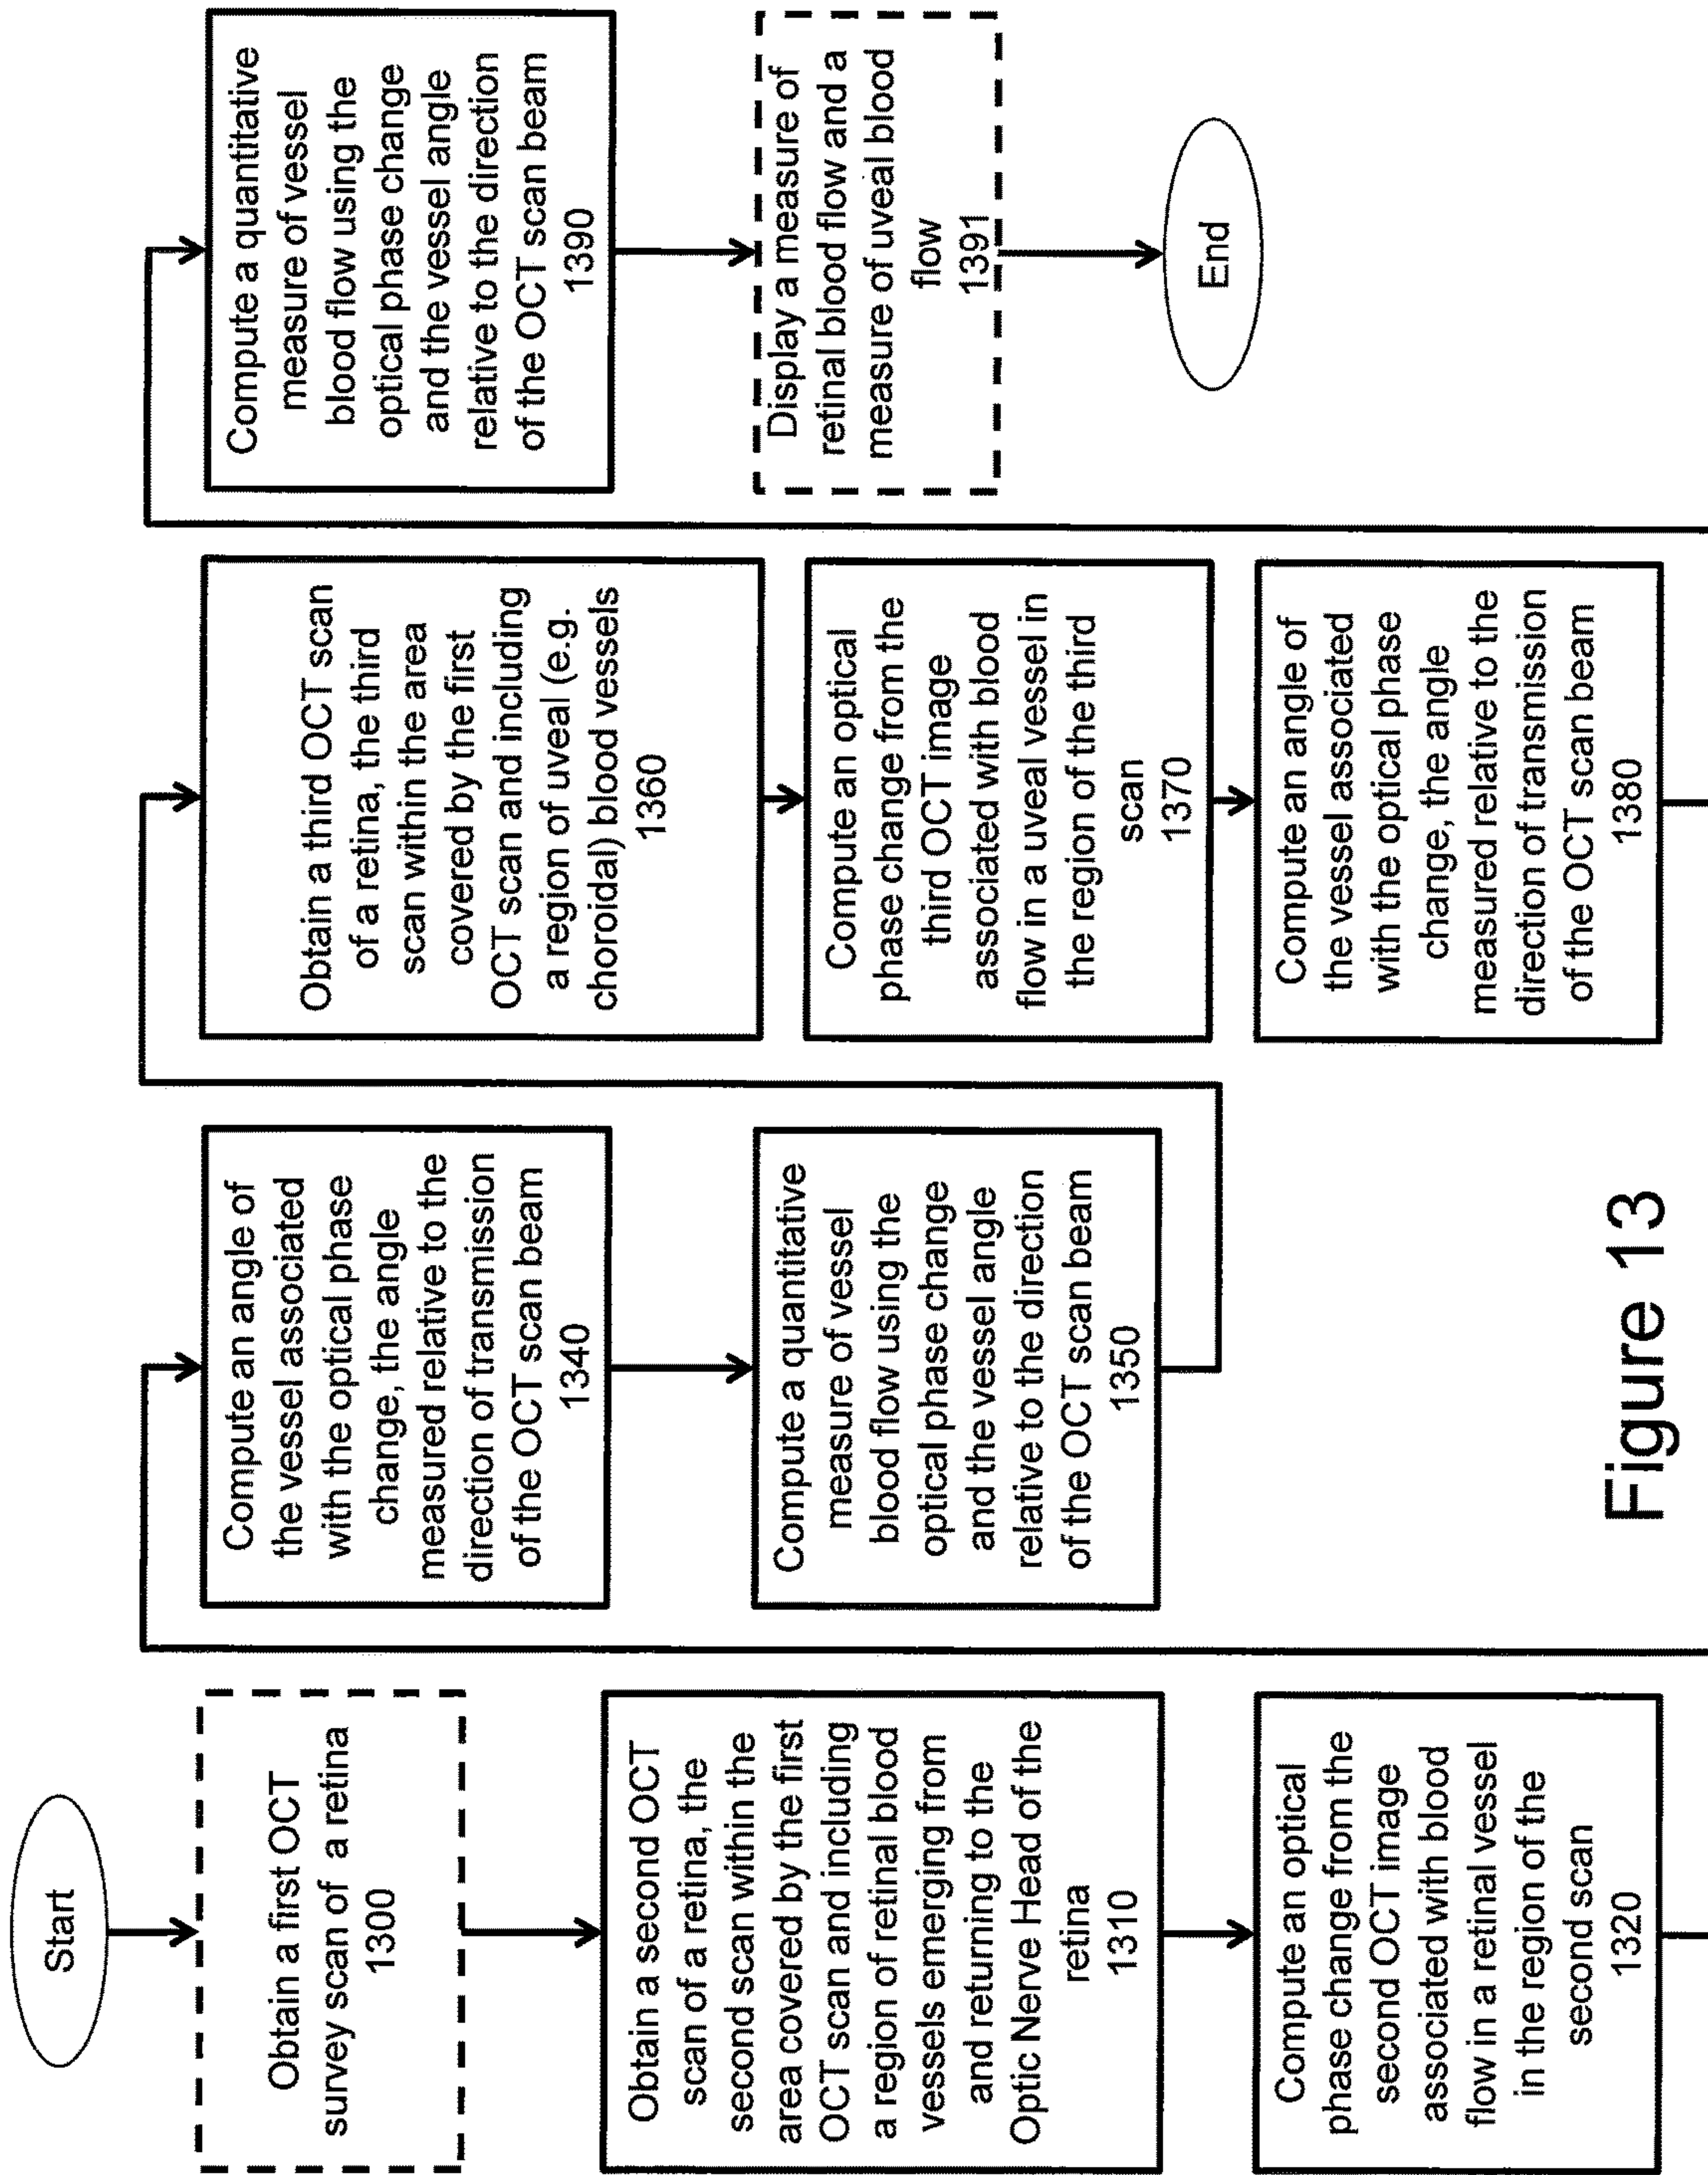 Start
Obtain a first OCT
survey scan of a retina
1300
Obtain a second OCT
scan of a retina, the
second scan within the
area covered by the first
OCT scan and including
a region of retinal blood
vessels emerging from
and returning to the
Optic Nerve Head of the
retina
1310
Compute an optical
phase change from the
second OCT image
associated with blood
flow in a retinal vessel
in the region of the
second scan
1320
Compute an angle of
the vessel associated
with the optical phase
change, the angle
measured relative to the
direction of transmission
of the OCT scan beam
1340
Compute a quantitative
measure of vessel
blood flow using the
optical phase change
and the vessel angle
relative to the direction
of the OCT scan beam
1350
Obtain a third OCT scan
of a retina, the third
scan within the area
covered by the first
OCT scan and including
a region of uveal (e.g.
choroidal) blood vessels
1360
Compute an optical
phase change from the
third OCT image
associated with blood
flow in a uveal vessel in
the region of the third
scan
1370
Compute an angle of
the vessel associated
with the optical phase
change, the angle
measured relative to the
direction of transmission
of the OCT scan beam
1380
Compute a quantitative
measure of vessel
blood flow using the
optical phase change
and the vessel angle
relative to the direction
of the OCT scan beam
1390
Display a measure of
retinal blood flow and a
measure of uveal blood
flow
1391
End
Figure 13